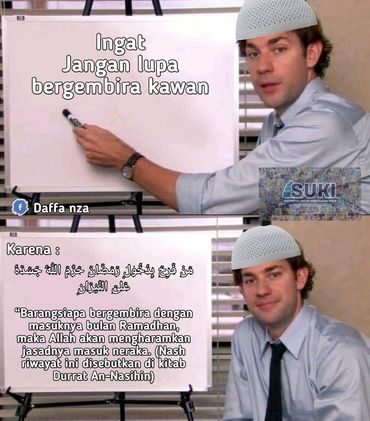 Ingat
Jangan lupa
bergembira kawan
SUKI
Daffa nza
Karena :
مَنْ فَرِحَ بِدُخُولِ رَمَضَانَ حَرَّمَ اللهُ جَسَدَهُ
عَلَى النِّيْرَانِ
“Barangsiapa bergembira dengan
masuknya bulan Ramadhan,
maka Allah akan mengharamkan
jasadnya masuk neraka. (Nash
riwayat ini disebutkan di kitab
Durrat An-Nasihin)